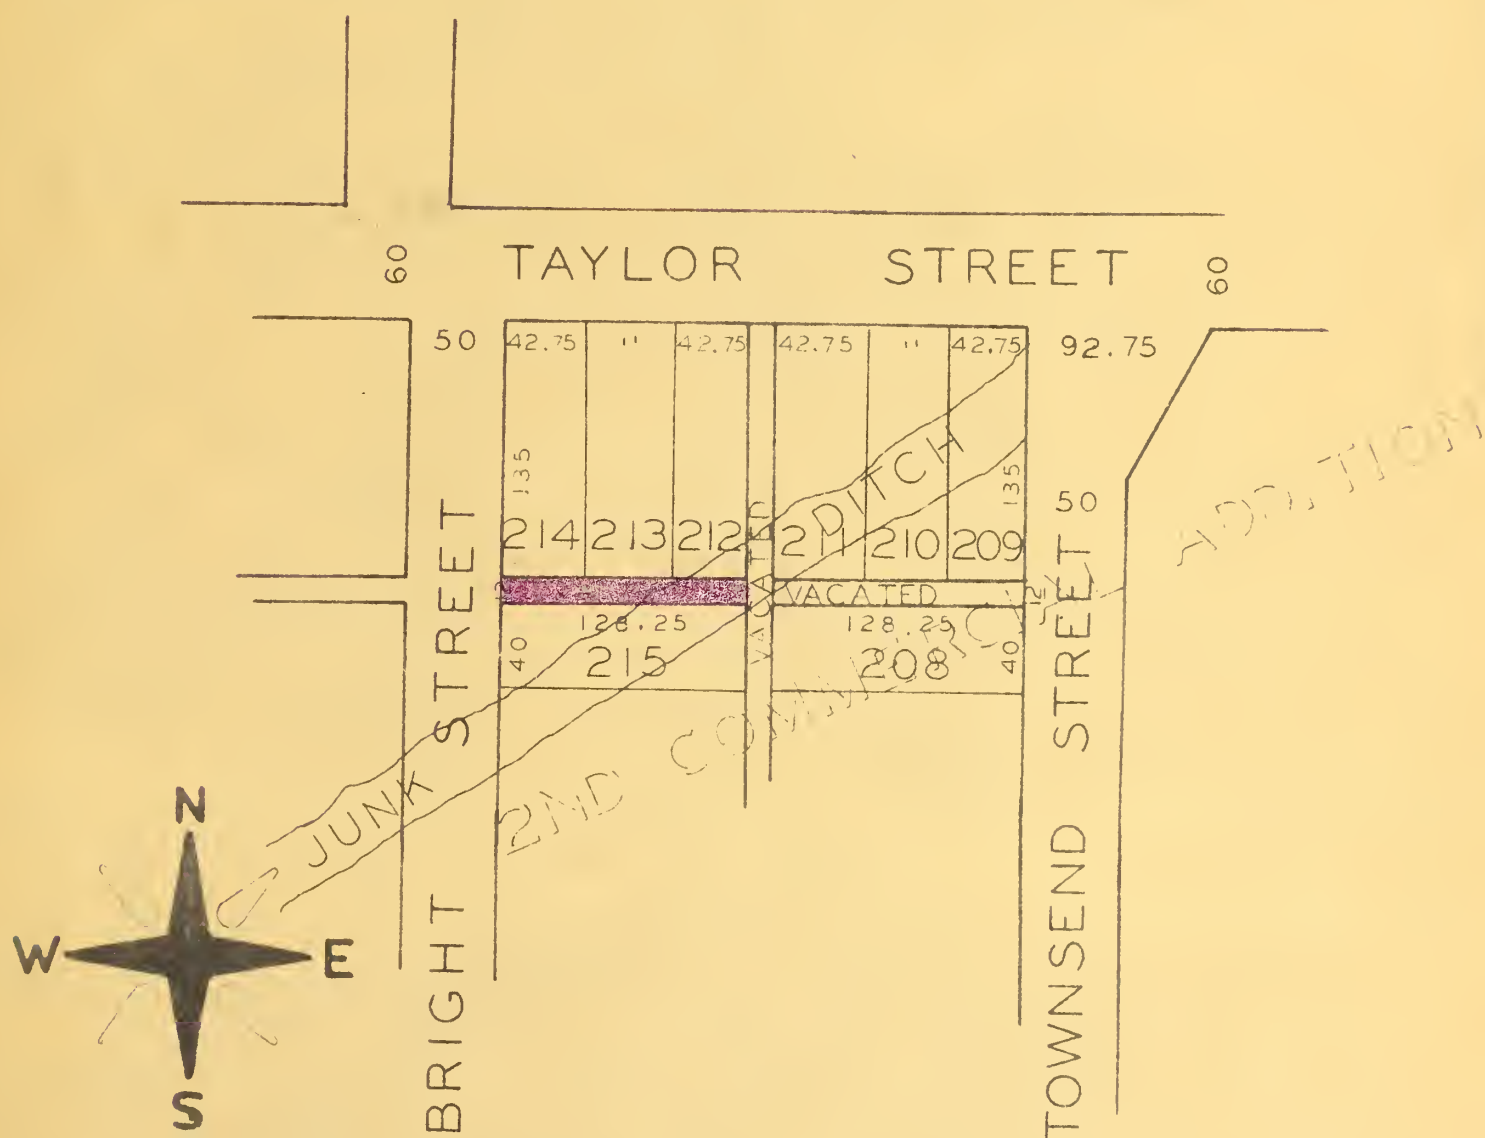 60
TAYLOR STREET
60
50
42.75 " 42.75 42.75 " 42.75
92.75
135
135
50
214 213 212 211 210 209
DITCH
VACATED
12
VACATED
12
128.25
128.25
40
215
208
40
JUNK
2ND COMMERCIAL ADDITION
BRIGHT STREET
TOWNSEND STREET
N
W E
S